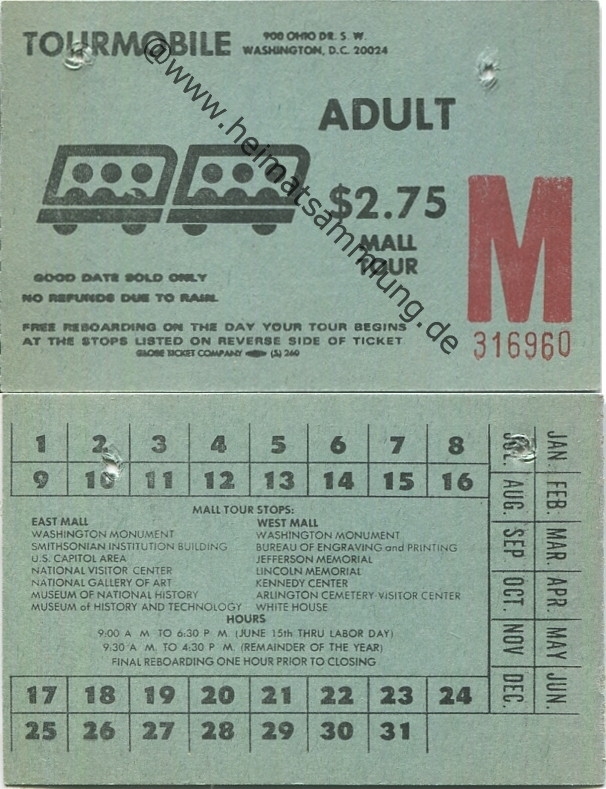 TOURMOBILE
900 OHIO DR. S. W.
WASHINGTON, D.C. 20024
ADULT
$2.75
MALL
TOUR
M
316960
GOOD DATE SOLD ONLY
NO REFUNDS DUE TO RAIN.
FREE REBOARDING ON THE DAY YOUR TOUR BEGINS
AT THE STOPS LISTED ON REVERSE SIDE OF TICKET
GLOBE TICKET COMPANY (5) 260
@www.heimatsammlung.de
1 2 3 4 5 6 7 8
9 10 11 12 13 14 15 16
MALL TOUR STOPS:
EAST MALL
WASHINGTON MONUMENT
SMITHSONIAN INSTITUTION BUILDING
U.S. CAPITOL AREA
NATIONAL VISITOR CENTER
NATIONAL GALLERY OF ART
MUSEUM OF NATIONAL HISTORY
MUSEUM of HISTORY AND TECHNOLOGY
WEST MALL
WASHINGTON MONUMENT
BUREAU OF ENGRAVING and PRINTING
JEFFERSON MEMORIAL
LINCOLN MEMORIAL
KENNEDY CENTER
ARLINGTON CEMETERY-VISITOR CENTER
WHITE HOUSE
HOURS
9:00 A M. TO 6:30 P M. (JUNE 15th THRU LABOR DAY)
9.30 A M. TO 4:30 P M. (REMAINDER OF THE YEAR)
FINAL REBOARDING ONE HOUR PRIOR TO CLOSING
17 18 19 20 21 22 23 24
25 26 27 28 29 30 31
JAN. FEB. MAR. APR. MAY JUN.
JUL. AUG. SEP OCT. NOV DEC.